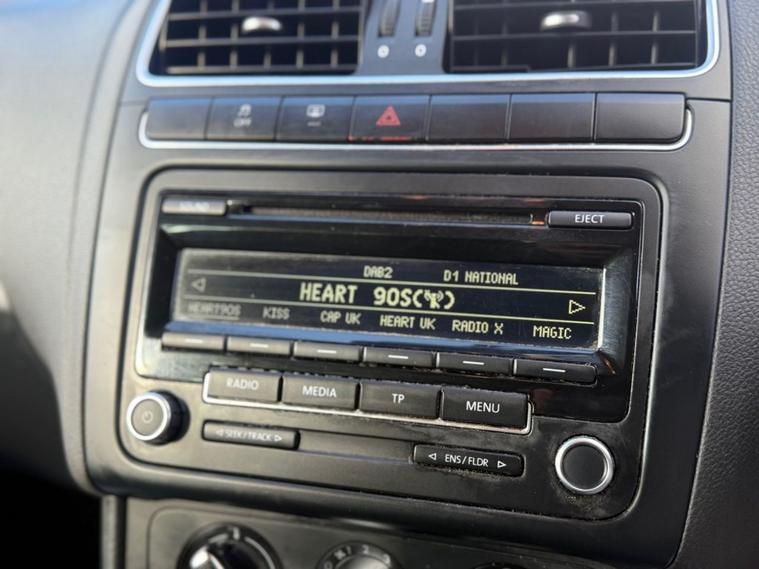 OFF
SOUND
EJECT
DAB2 D1 NATIONAL
HEART 90S( )
HEART90S KISS CAP UK HEART UK RADIO X MAGIC
RADIO MEDIA TP MENU
SEEK/TRACK
ENS/FLDR